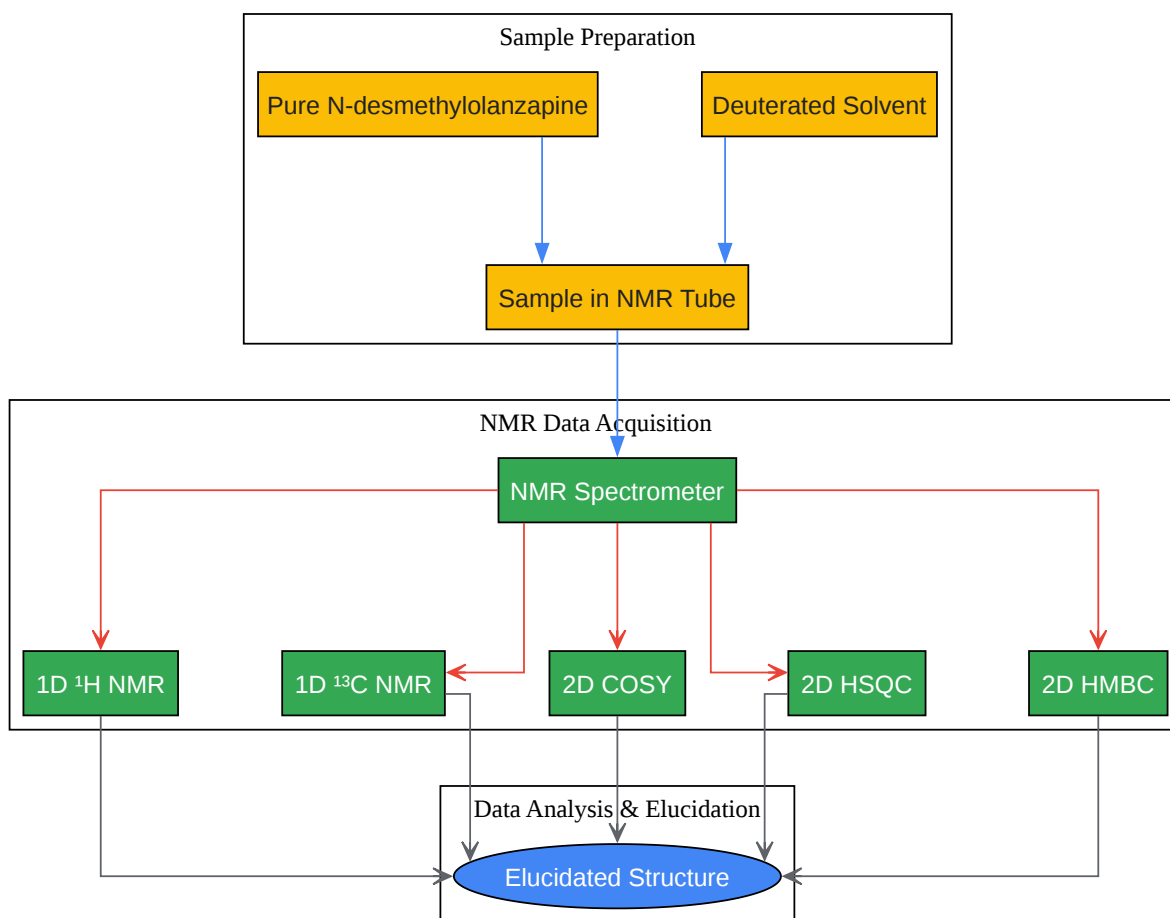 Sample Preparation
Pure N-desmethylolanzapine
Deuterated Solvent
Sample in NMR Tube
NMR Data Acquisition
NMR Spectrometer
1D ¹H NMR
1D ¹³C NMR
2D COSY
2D HSQC
2D HMBC
Data Analysis & Elucidation
Elucidated Structure